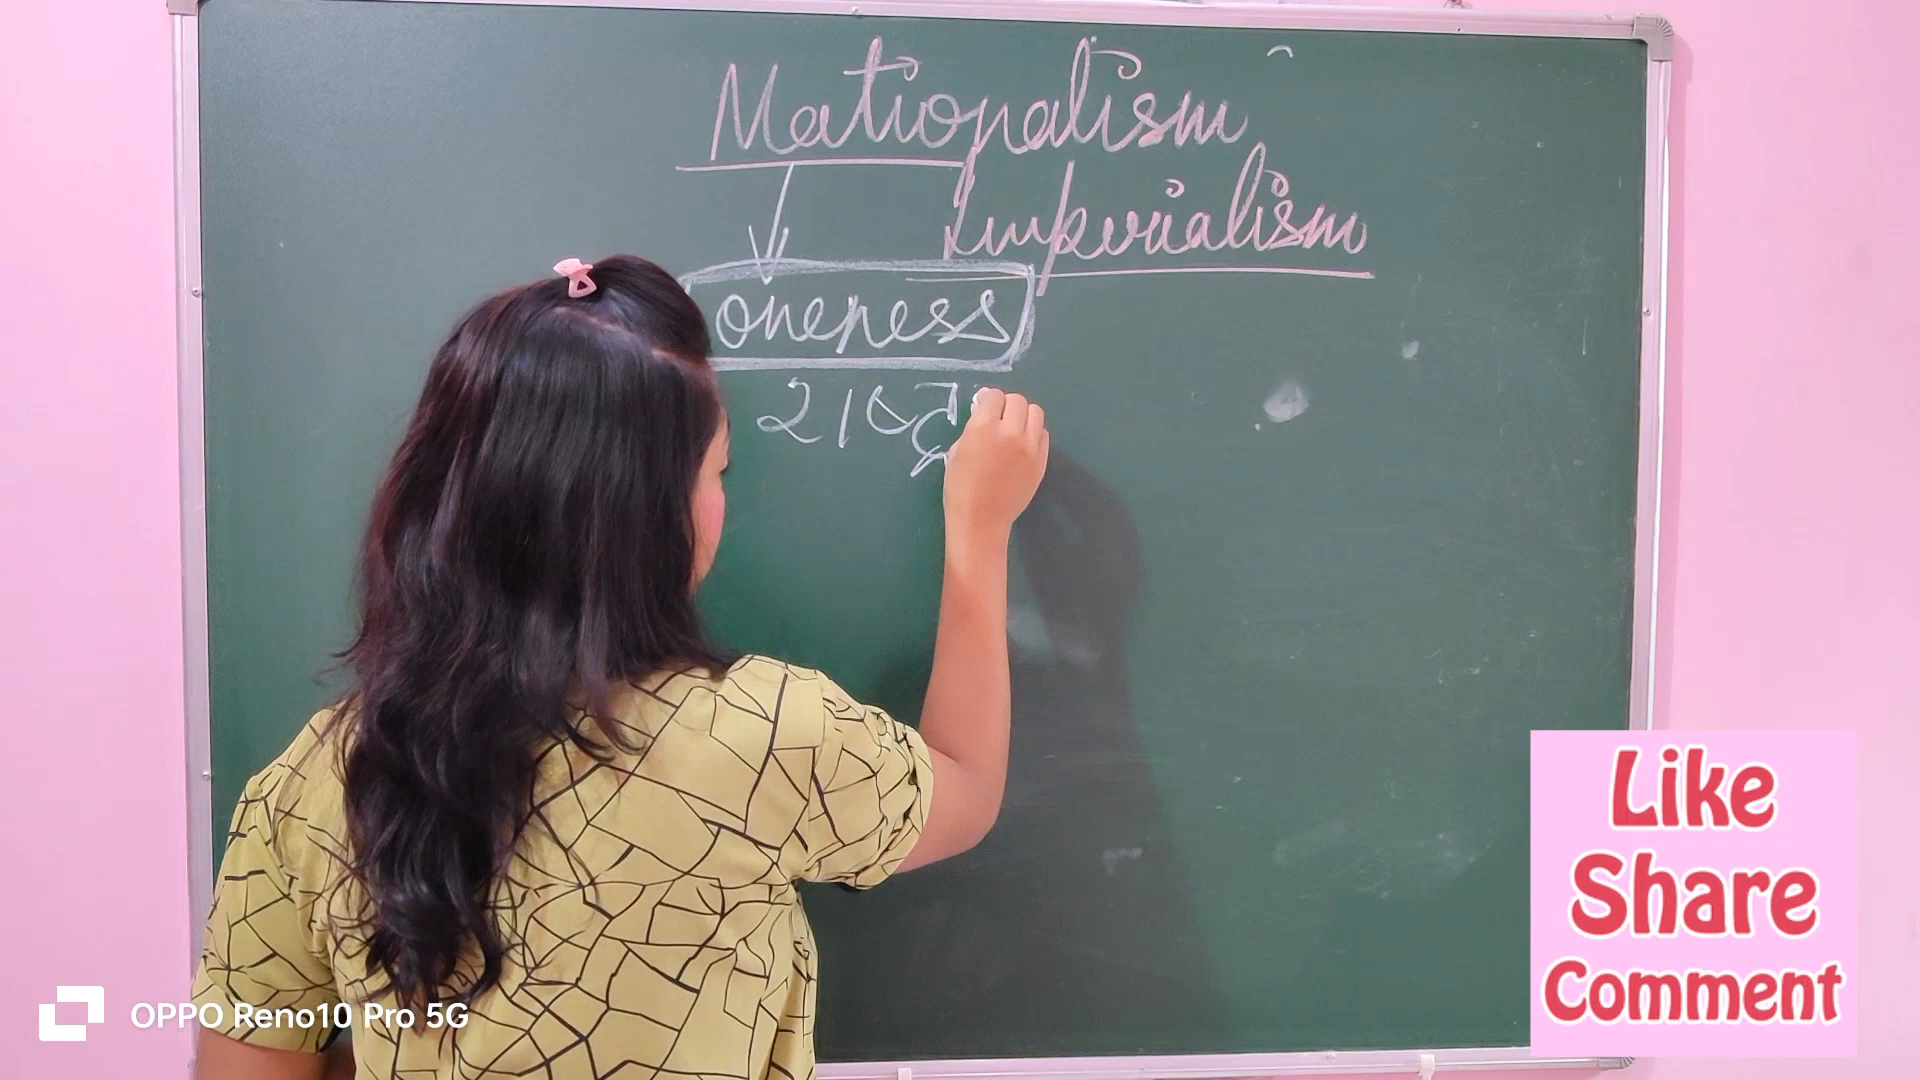 Nationalism
Imperialism
oneness
राष्ट्र
Like
Share
Comment
OPPO Reno10 Pro 5G